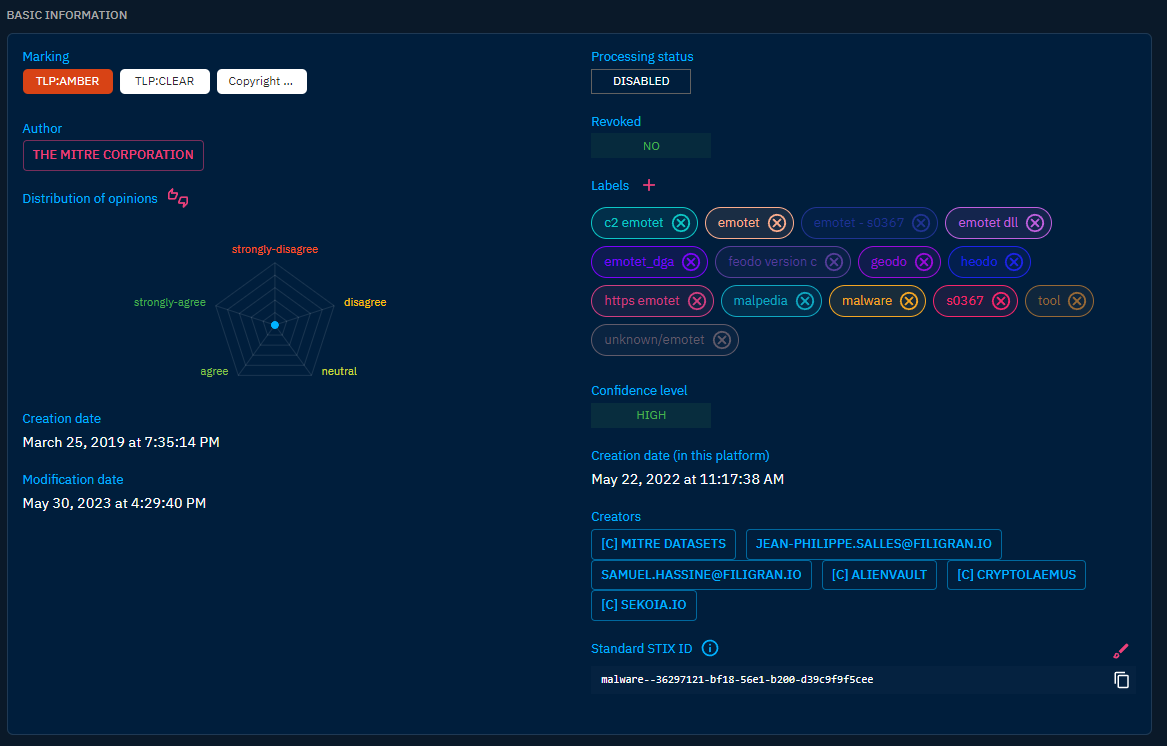 BASIC INFORMATION
Marking
TLP:AMBER TLP:CLEAR Copyright ...
Author
THE MITRE CORPORATION
Distribution of opinions
strongly-disagree
strongly-agree disagree
agree neutral
Creation date
March 25, 2019 at 7:35:14 PM
Modification date
May 30, 2023 at 4:29:40 PM
Processing status
DISABLED
Revoked
NO
Labels
c2 emotet emotet emotet - s0367 emotet dll
emotet_dga feodo version c geodo heodo
https emotet malpedia malware s0367 tool
unknown/emotet
Confidence level
HIGH
Creation date (in this platform)
May 22, 2022 at 11:17:38 AM
Creators
[C] MITRE DATASETS JEAN-PHILIPPE.SALLES@FILIGRAN.IO
SAMUEL.HASSINE@FILIGRAN.IO [C] ALIENVAULT [C] CRYPTOLAEMUS
[C] SEKOIA.IO
Standard STIX ID
malware--36297121-bf18-56e1-b200-d39c9f9f5cee